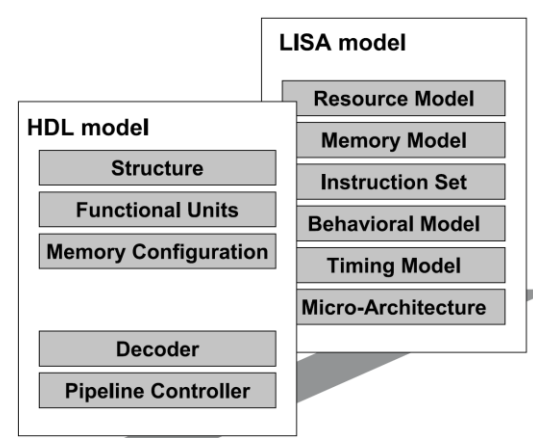 LISA model
Resource Model
Memory Model
Instruction Set
Behavioral Model
Timing Model
Micro-Architecture
HDL model
Structure
Functional Units
Memory Configuration
Decoder
Pipeline Controller